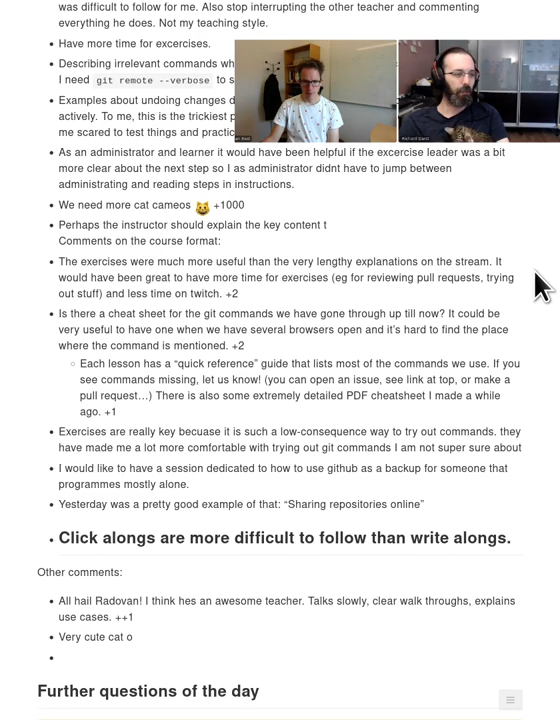 was difficult to follow for me. Also stop interrupting the other teacher and commenting
everything he does. Not my teaching style.
Have more time for excercises.
Describing irrelevant commands wh
I need git remote --verbose to s
Examples about undoing changes d
actively. To me, this is the trickiest p
me scared to test things and practic
As an administrator and learner it would have been helpful if the excercise leader was a bit
more clear about the next step so I as administrator didnt have to jump between
administrating and reading steps in instructions.
We need more cat cameos 😺 +1000
Perhaps the instructor should explain the key content t
Comments on the course format:
The exercises were much more useful than the very lengthy explanations on the stream. It
would have been great to have more time for exercises (eg for reviewing pull requests, trying
out stuff) and less time on twitch. +2
Is there a cheat sheet for the git commands we have gone through up till now? It could be
very useful to have one when we have several browsers open and it’s hard to find the place
where the command is mentioned. +2
Each lesson has a “quick reference” guide that lists most of the commands we use. If you
see commands missing, let us know! (you can open an issue, see link at top, or make a
pull request…) There is also some extremely detailed PDF cheatsheet I made a while
ago. +1
Exercises are really key becuase it is such a low-consequence way to try out commands. they
have made me a lot more comfortable with trying out git commands I am not super sure about
I would like to have a session dedicated to how to use github as a backup for someone that
programmes mostly alone.
Yesterday was a pretty good example of that: “Sharing repositories online”
Click alongs are more difficult to follow than write alongs.
Other comments:
All hail Radovan! I think hes an awesome teacher. Talks slowly, clear walk throughs, explains
use cases. ++1
Very cute cat o
Further questions of the day